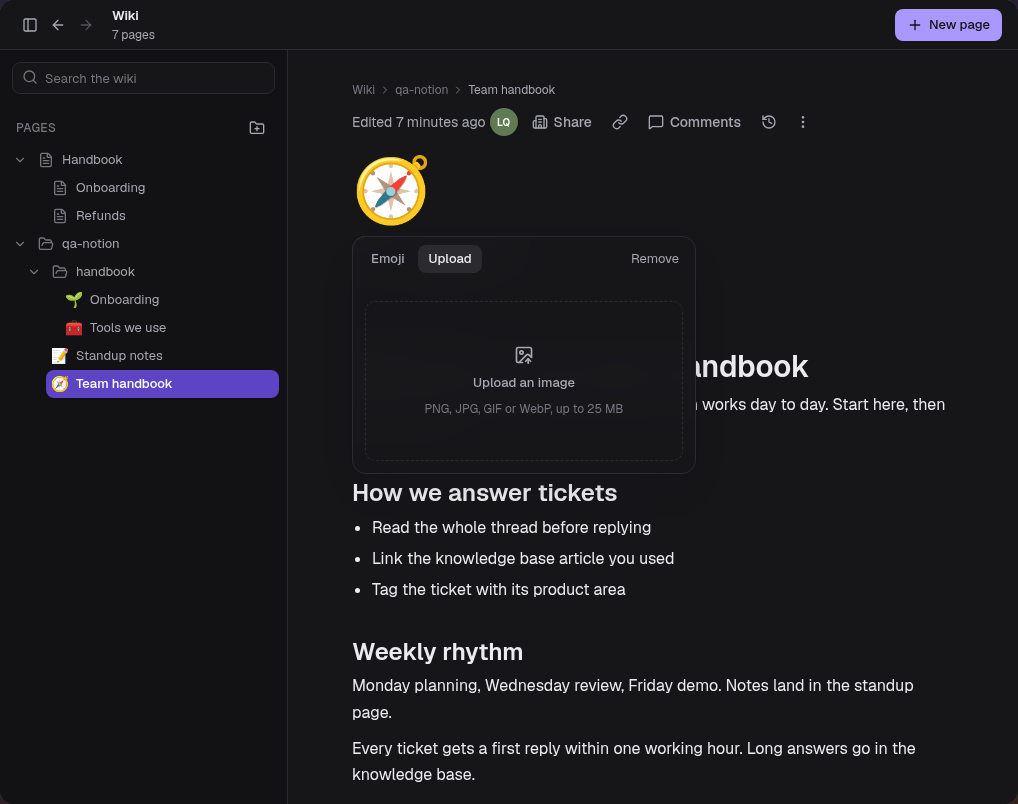 Wiki
7 pages
New page
Search the wiki
PAGES
Handbook
Onboarding
Refunds
qa-notion
handbook
Onboarding
Tools we use
Standup notes
Team handbook
Wiki > qa-notion > Team handbook
Edited 7 minutes ago LQ Share Comments
Emoji Upload Remove
Upload an image
PNG, JPG, GIF or WebP, up to 25 MB
andbook
works day to day. Start here, then
How we answer tickets
• Read the whole thread before replying
• Link the knowledge base article you used
• Tag the ticket with its product area
Weekly rhythm
Monday planning, Wednesday review, Friday demo. Notes land in the standup
page.
Every ticket gets a first reply within one working hour. Long answers go in the
knowledge base.